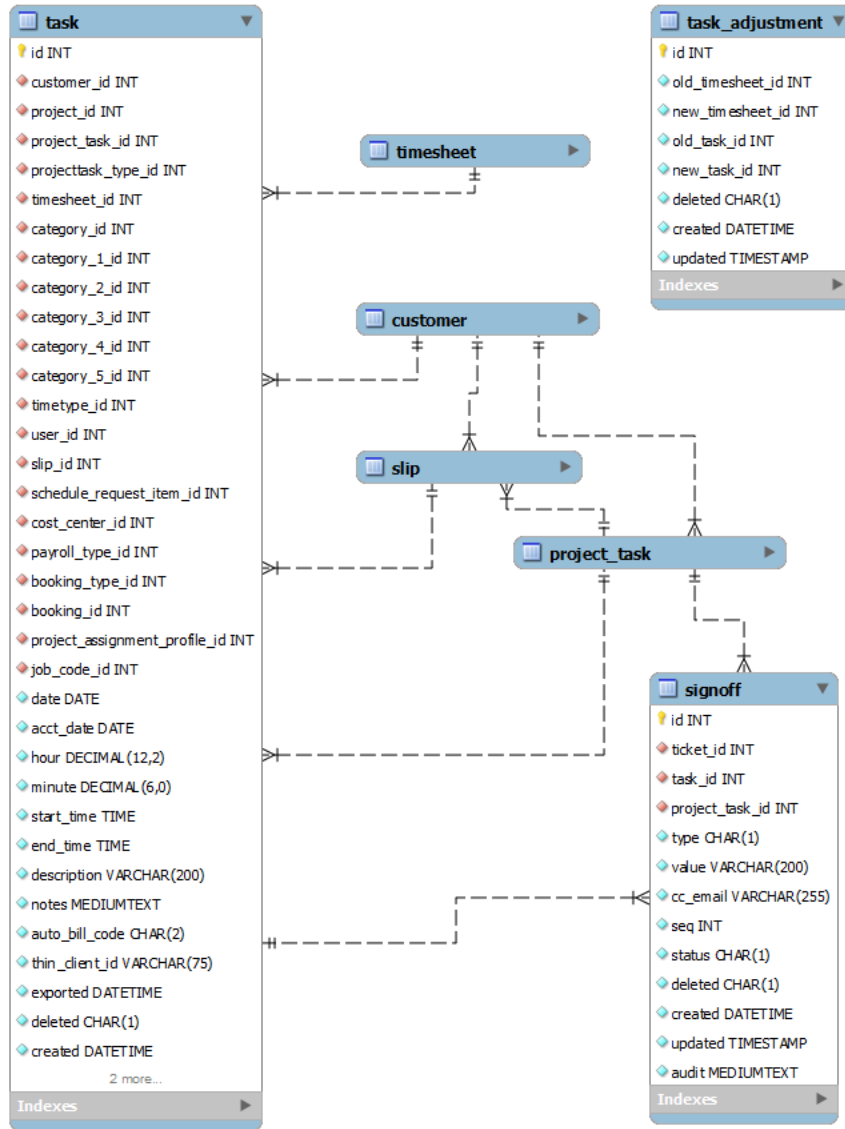 task
id INT
customer_id INT
project_id INT
project_task_id INT
projecttask_type_id INT
timesheet_id INT
category_id INT
category_1_id INT
category_2_id INT
category_3_id INT
category_4_id INT
category_5_id INT
timetype_id INT
user_id INT
slip_id INT
schedule_request_item_id INT
cost_center_id INT
payroll_type_id INT
booking_type_id INT
booking_id INT
project_assignment_profile_id INT
job_code_id INT
date DATE
acct_date DATE
hour DECIMAL(12,2)
minute DECIMAL(6,0)
start_time TIME
end_time TIME
description VARCHAR(200)
notes MEDIUMTEXT
auto_bill_code CHAR(2)
thin_client_id VARCHAR(75)
exported DATETIME
deleted CHAR(1)
created DATETIME
2 more...
Indexes
timesheet
customer
slip
project_task
task_adjustment
id INT
old_timesheet_id INT
new_timesheet_id INT
old_task_id INT
new_task_id INT
deleted CHAR(1)
created DATETIME
updated TIMESTAMP
Indexes
signoff
id INT
ticket_id INT
task_id INT
project_task_id INT
type CHAR(1)
value VARCHAR(200)
cc_email VARCHAR(255)
seq INT
status CHAR(1)
deleted CHAR(1)
created DATETIME
updated TIMESTAMP
audit MEDIUMTEXT
Indexes